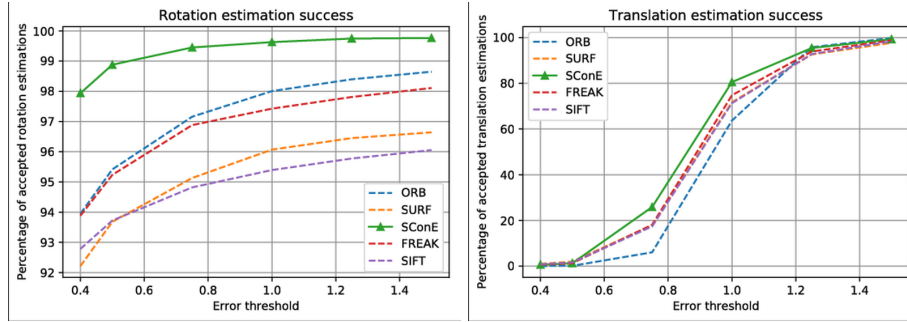 Rotation estimation success
Percentage of accepted rotation estimations
100
99
98
97
96
95
94
93
92
0.4
0.6
0.8
1.0
1.2
1.4
Error threshold
ORB
SURF
SConE
FREAK
SIFT
Translation estimation success
Percentage of accepted translation estimations
100
80
60
40
20
0
0.4
0.6
0.8
1.0
1.2
1.4
Error threshold
ORB
SURF
SConE
FREAK
SIFT